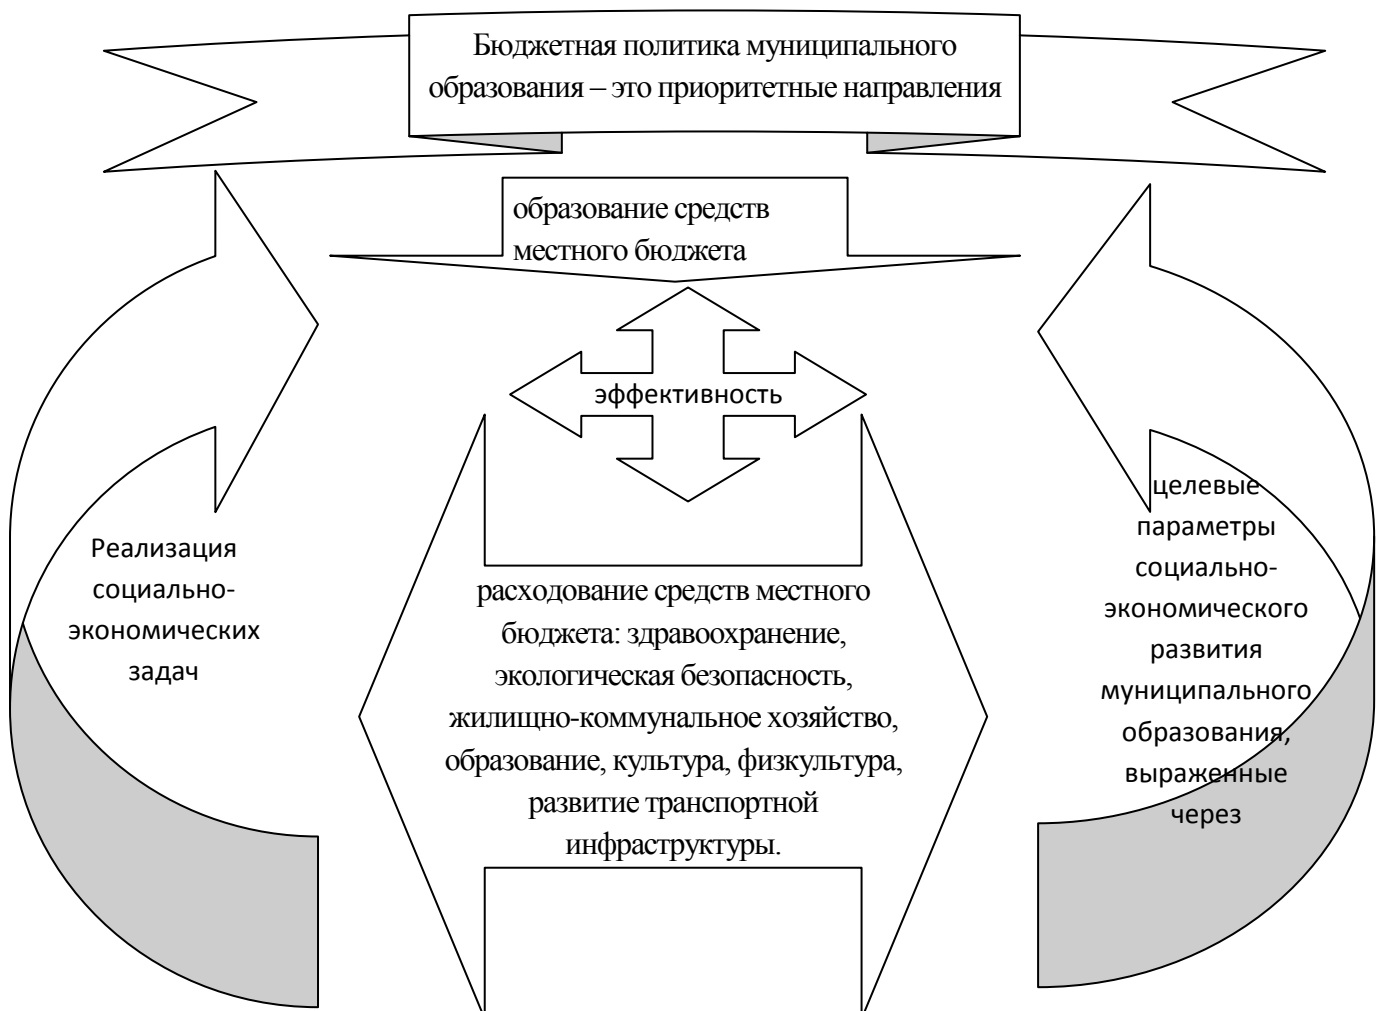 Бюджетная политика муниципального
образования – это приоритетные направления
образование средств
местного бюджета
эффективность
Реализация
социально-
экономических
задач
расходование средств местного
бюджета: здравоохранение,
экологическая безопасность,
жилищно-коммунальное хозяйство,
образование, культура, физкультура,
развитие транспортной
инфраструктуры.
целевые
параметры
социально-
экономического
развития
муниципального
образования,
выраженные
через